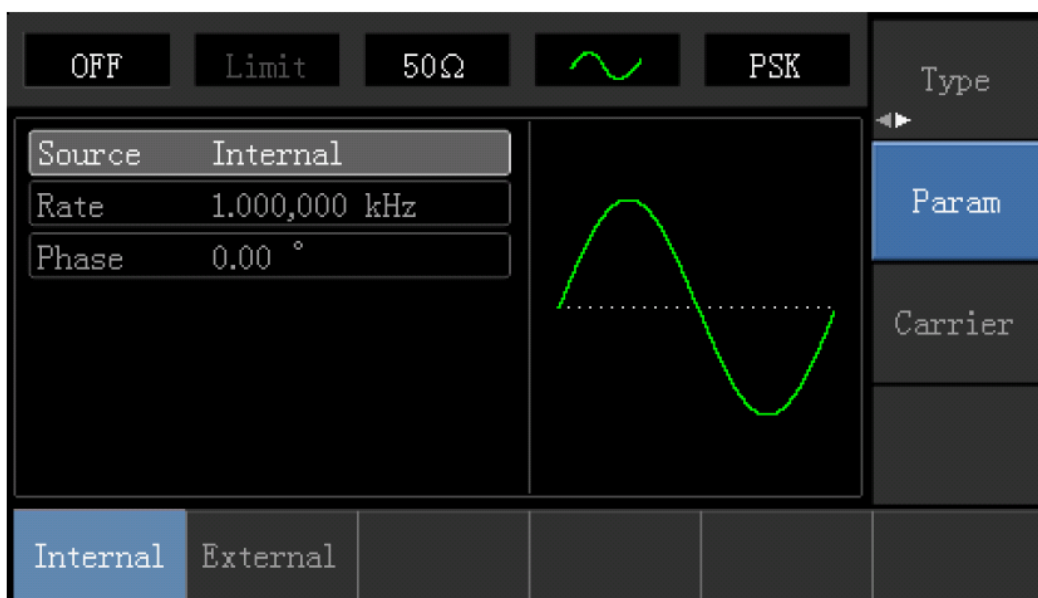 OFF Limit 50Ω PSK
Type
Source Internal
Rate 1.000,000 kHz
Phase 0.00 °
Param
Carrier
Internal External